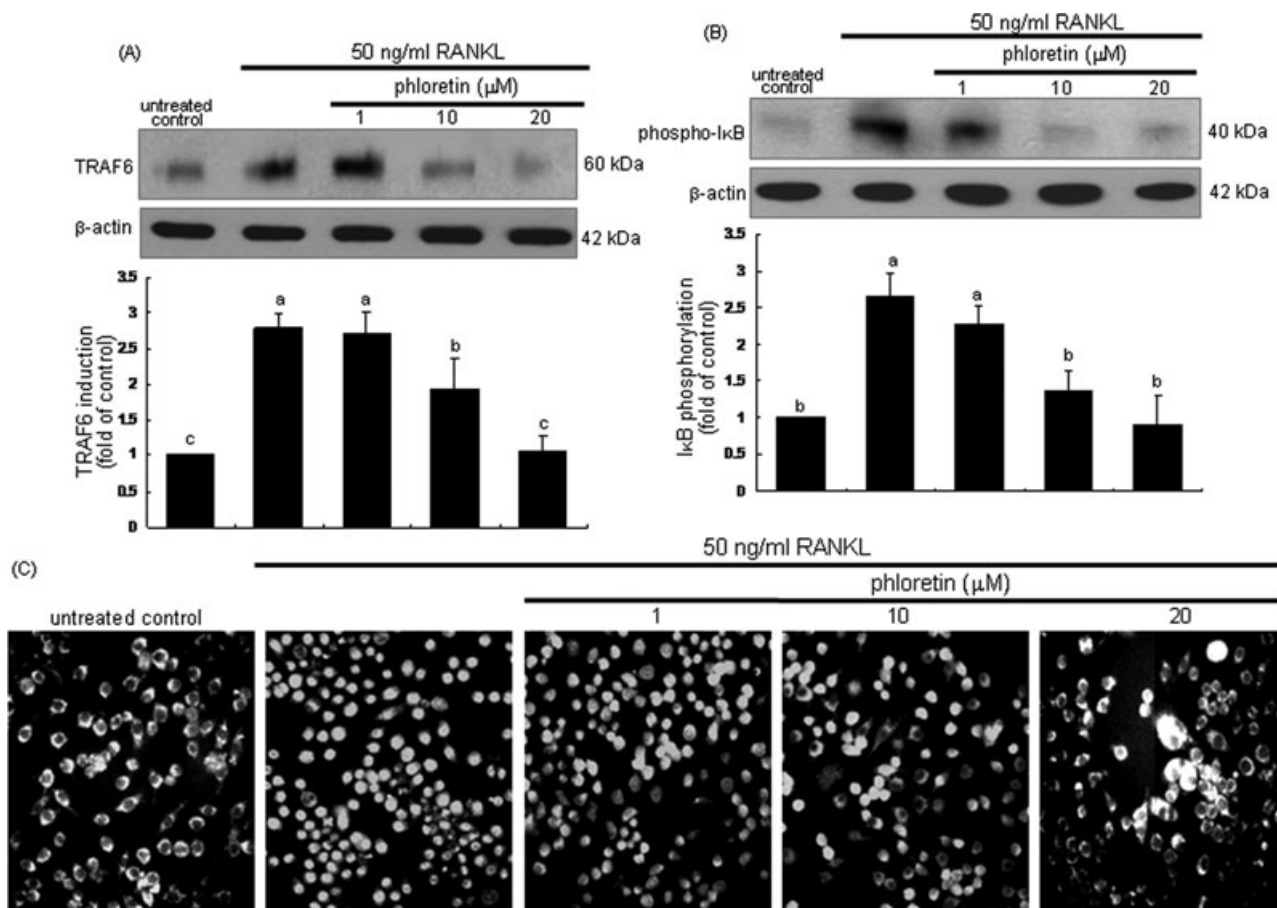 (A)
50 ng/ml RANKL
phloretin (μM)
untreated
control
1 10 20
TRAF6
60 kDa
β-actin
42 kDa
3.5
3
2.5
2
1.5
1
0.5
0
TRAF6 induction
(fold of control)
c a a b c
(B)
50 ng/ml RANKL
phloretin (μM)
untreated
control
1 10 20
phospho-IκB
40 kDa
β-actin
42 kDa
3.5
3
2.5
2
1.5
1
0.5
0
IκB phosphorylation
(fold of control)
b a a b b
(C)
50 ng/ml RANKL
phloretin (μM)
untreated control 1 10 20